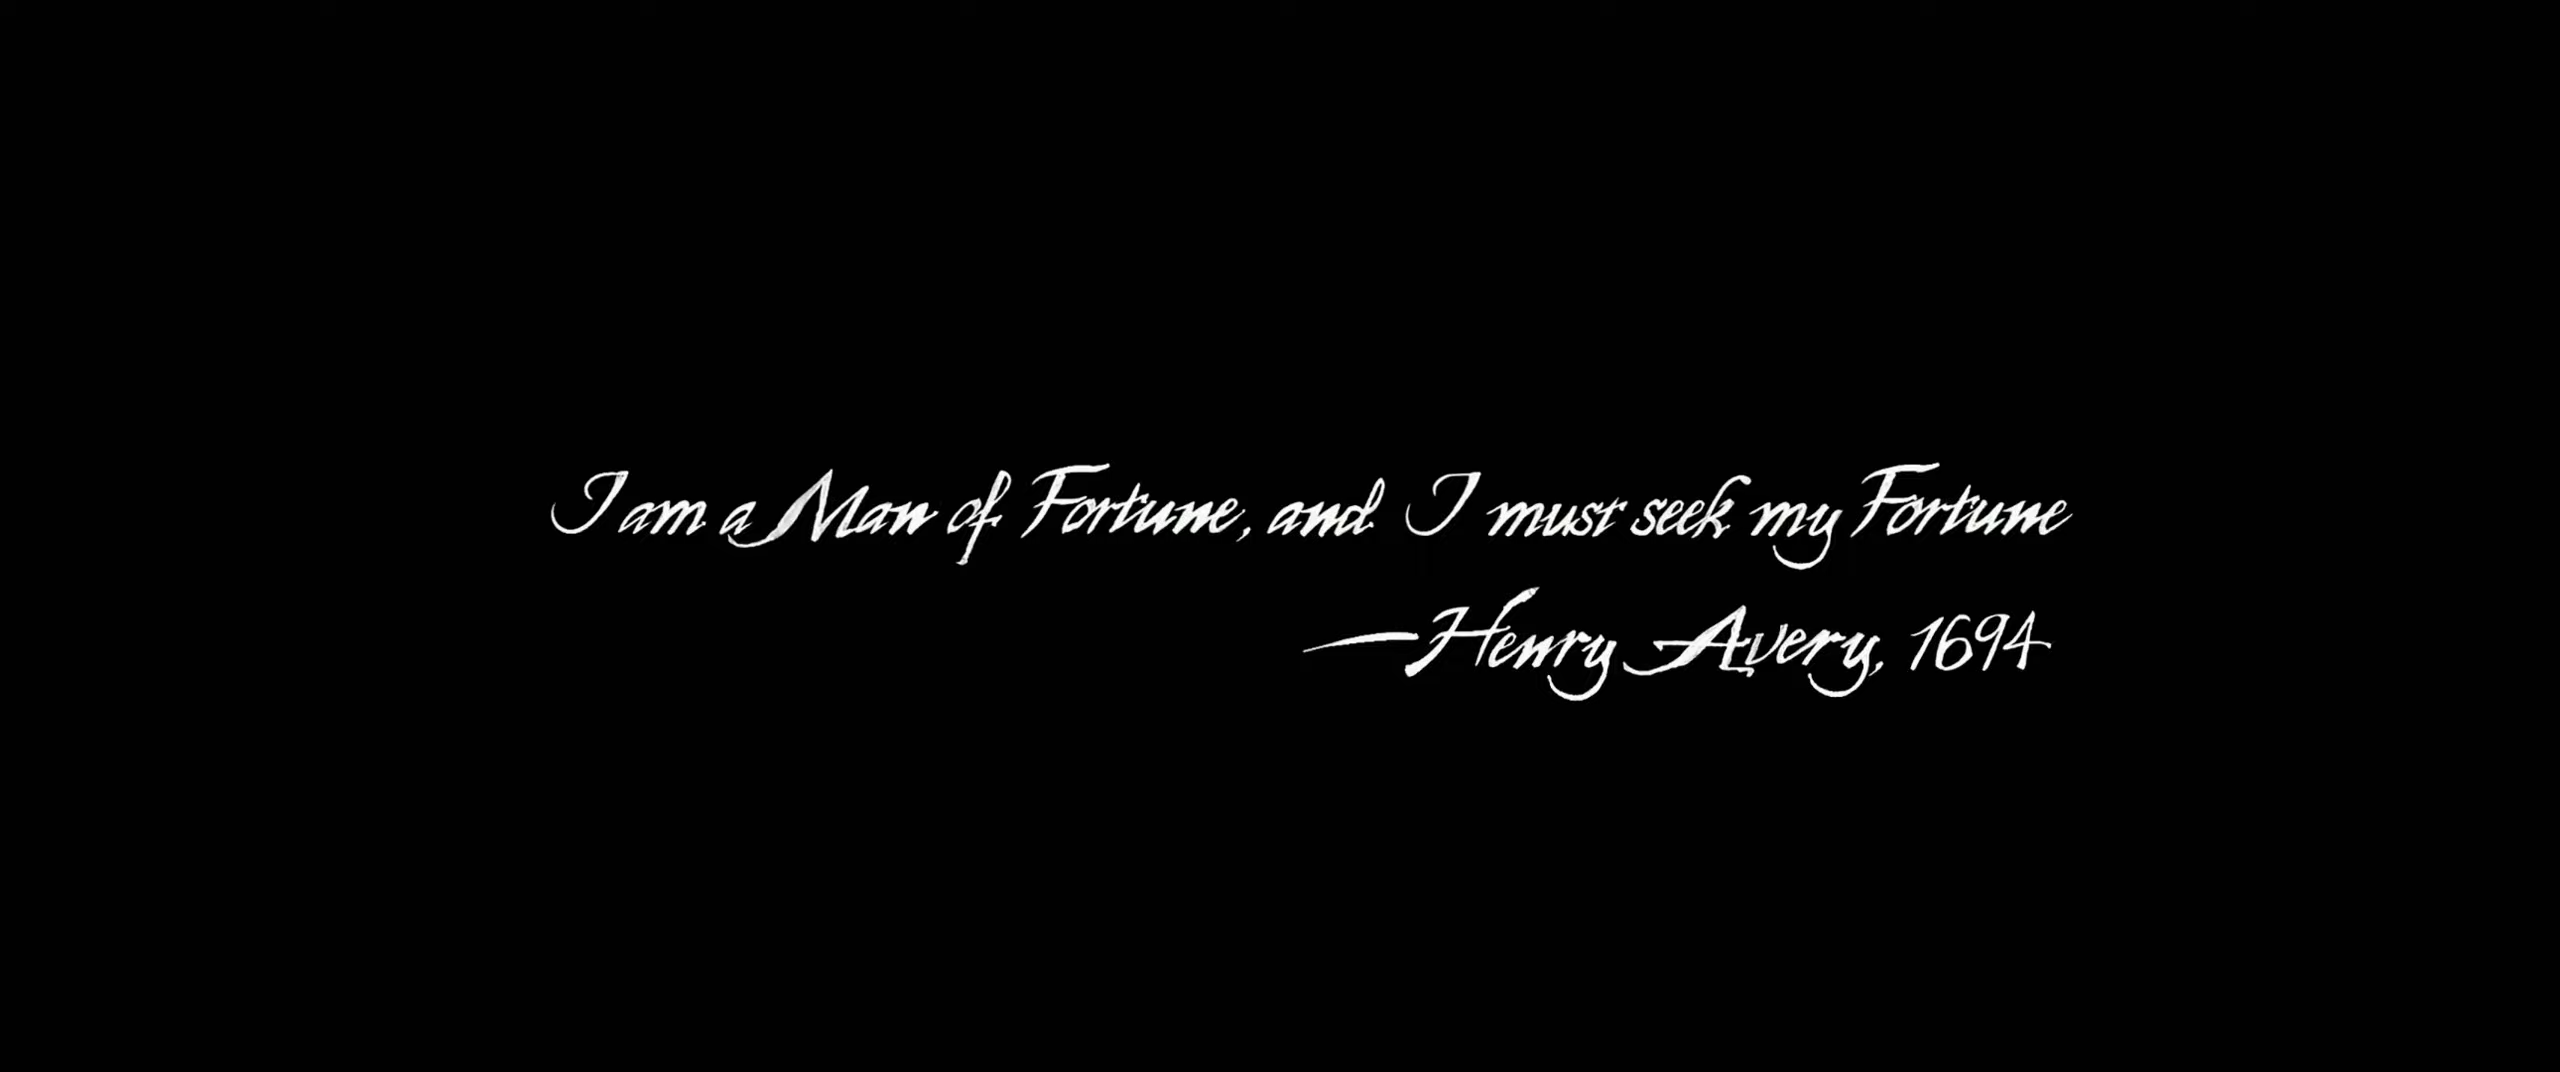 I am a Man of Fortune, and I must seek my Fortune
—Henry Avery, 1694